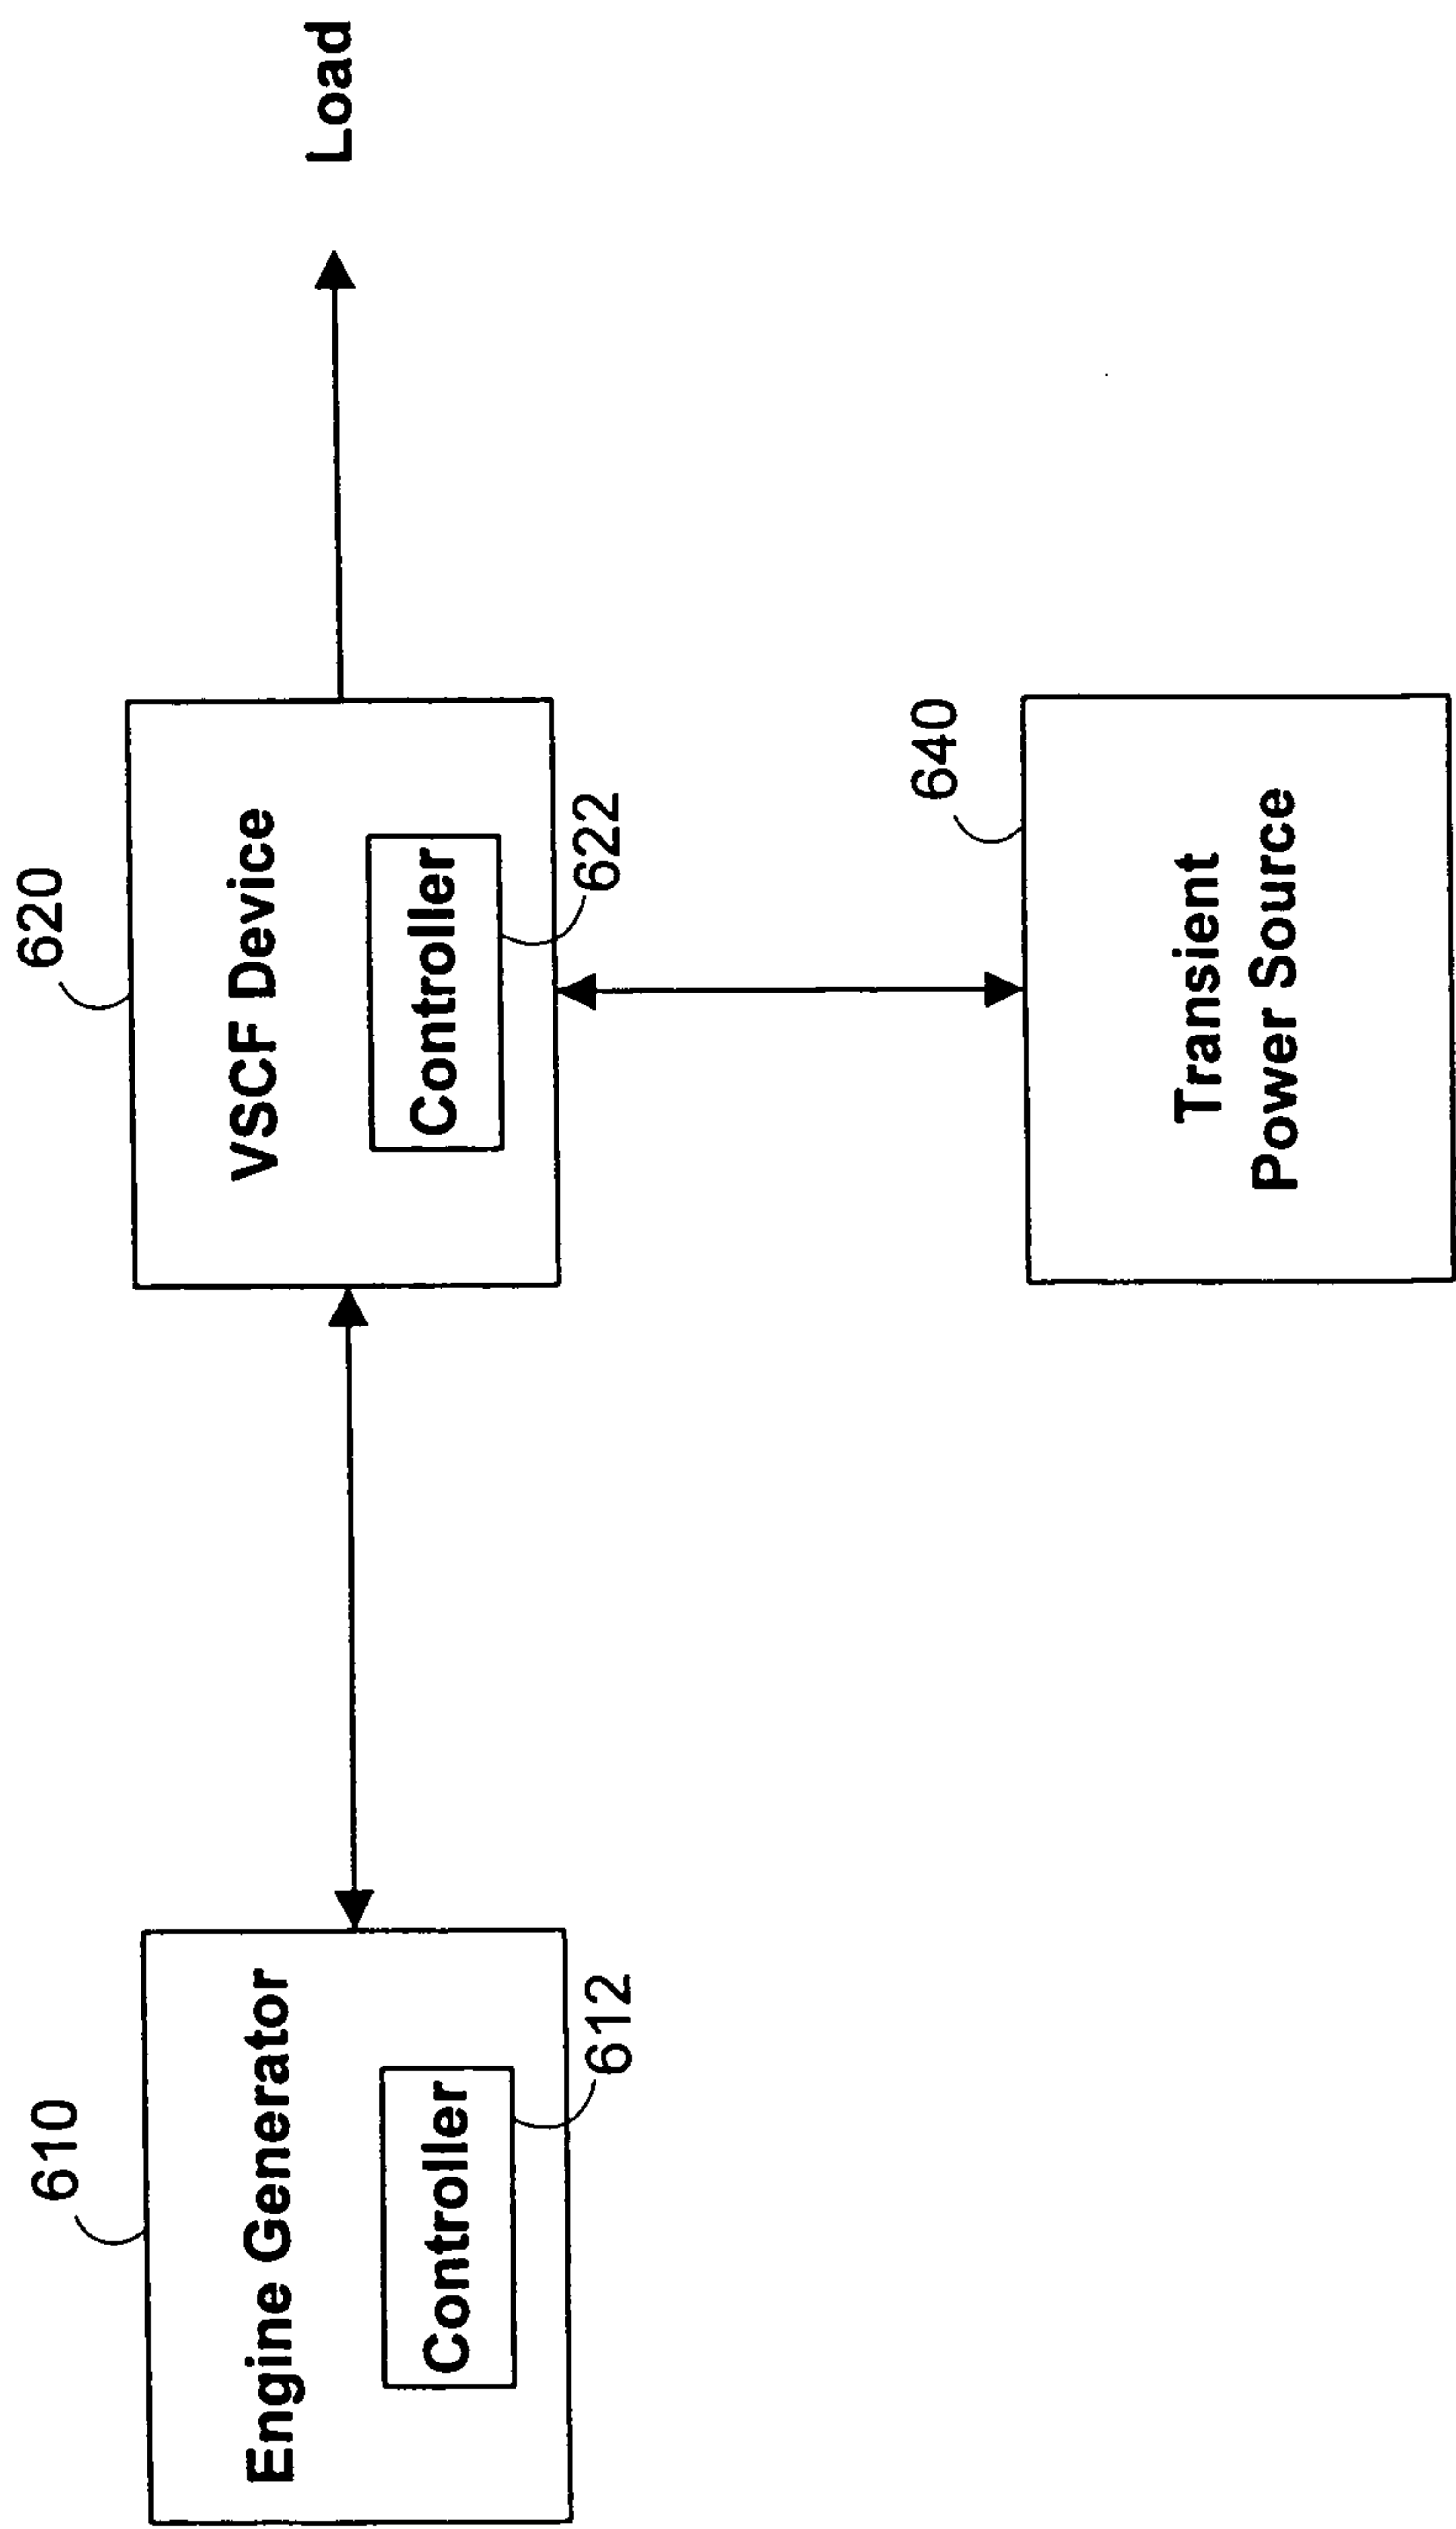 610
Engine Generator
Controller
612
620
VSCF Device
Controller
622
Load
640
Transient
Power Source